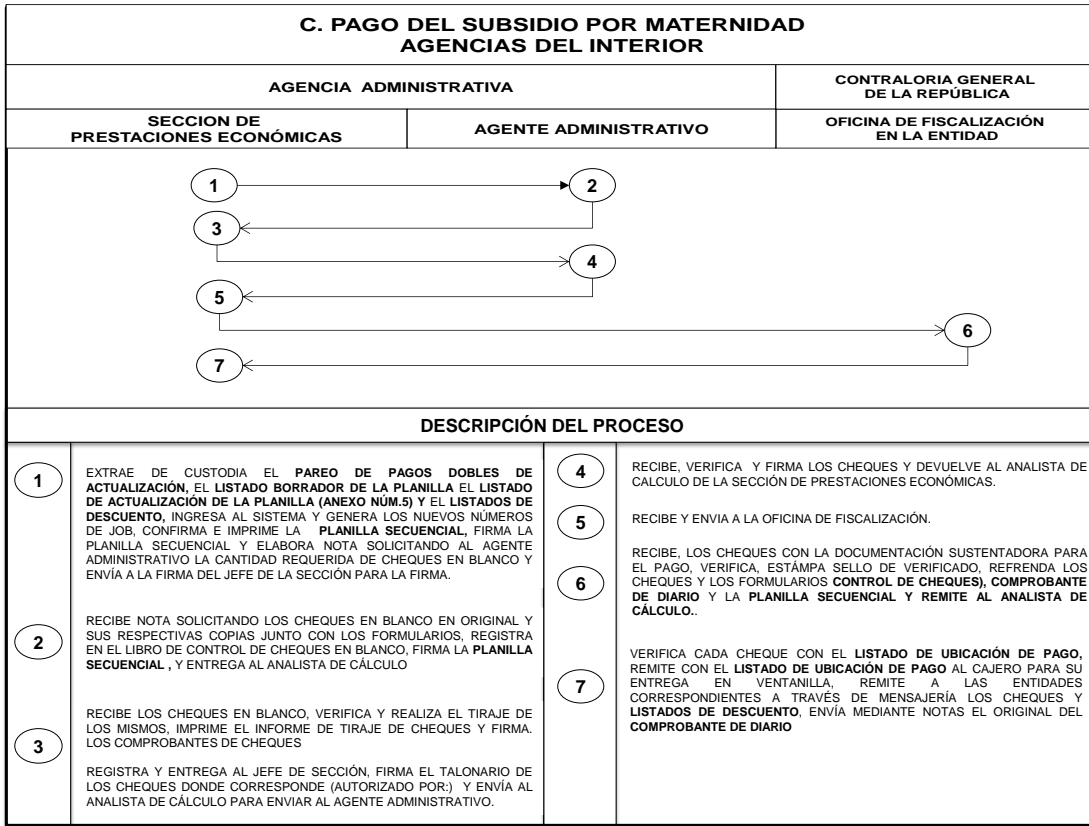 C. PAGO DEL SUBSIDIO POR MATERNIDAD
AGENCIAS DEL INTERIOR
AGENCIA ADMINISTRATIVA
CONTRALORIA GENERAL
DE LA REPÚBLICA
SECCION DE
PRESTACIONES ECONÓMICAS
AGENTE ADMINISTRATIVO
OFICINA DE FISCALIZACIÓN
EN LA ENTIDAD
1
2
3
4
5
6
7
DESCRIPCIÓN DEL PROCESO
1
EXTRAE DE CUSTODIA EL PAREO DE PAGOS DOBLES DE
ACTUALIZACIÓN, EL LISTADO BORRADOR DE LA PLANILLA EL LISTADO
DE ACTUALIZACIÓN DE LA PLANILLA (ANEXO NÚM.5) Y EL LISTADOS DE
DESCUENTO, INGRESA AL SISTEMA Y GENERA LOS NUEVOS NÚMEROS
DE JOB, CONFIRMA E IMPRIME LA PLANILLA SECUENCIAL, FIRMA LA
PLANILLA SECUENCIAL Y ELABORA NOTA SOLICITANDO AL AGENTE
ADMINISTRATIVO LA CANTIDAD REQUERIDA DE CHEQUES EN BLANCO Y
ENVÍA A LA FIRMA DEL JEFE DE LA SECCIÓN PARA LA FIRMA.
2
RECIBE NOTA SOLICITANDO LOS CHEQUES EN BLANCO EN ORIGINAL Y
SUS RESPECTIVAS COPIAS JUNTO CON LOS FORMULARIOS, REGISTRA
EN EL LIBRO DE CONTROL DE CHEQUES EN BLANCO, FIRMA LA PLANILLA
SECUENCIAL , Y ENTREGA AL ANALISTA DE CÁLCULO
3
RECIBE LOS CHEQUES EN BLANCO, VERIFICA Y REALIZA EL TIRAJE DE
LOS MISMOS, IMPRIME EL INFORME DE TIRAJE DE CHEQUES Y FIRMA.
LOS COMPROBANTES DE CHEQUES
REGISTRA Y ENTREGA AL JEFE DE SECCIÓN, FIRMA EL TALONARIO DE
LOS CHEQUES DONDE CORRESPONDE (AUTORIZADO POR:) Y ENVÍA AL
ANALISTA DE CÁLCULO PARA ENVIAR AL AGENTE ADMINISTRATIVO.
4
RECIBE, VERIFICA Y FIRMA LOS CHEQUES Y DEVUELVE AL ANALISTA DE
CALCULO DE LA SECCIÓN DE PRESTACIONES ECONÓMICAS.
5
RECIBE Y ENVIA A LA OFICINA DE FISCALIZACIÓN.
6
RECIBE, LOS CHEQUES CON LA DOCUMENTACIÓN SUSTENTADORA PARA
EL PAGO, VERIFICA, ESTÁMPA SELLO DE VERIFICADO, REFRENDA LOS
CHEQUES Y LOS FORMULARIOS CONTROL DE CHEQUES), COMPROBANTE
DE DIARIO Y LA PLANILLA SECUENCIAL Y REMITE AL ANALISTA DE
CÁLCULO..
7
VERIFICA CADA CHEQUE CON EL LISTADO DE UBICACIÓN DE PAGO,
REMITE CON EL LISTADO DE UBICACIÓN DE PAGO AL CAJERO PARA SU
ENTREGA EN VENTANILLA, REMITE A LAS ENTIDADES
CORRESPONDIENTES A TRAVÉS DE MENSAJERÍA LOS CHEQUES Y
LISTADOS DE DESCUENTO, ENVÍA MEDIANTE NOTAS EL ORIGINAL DEL
COMPROBANTE DE DIARIO